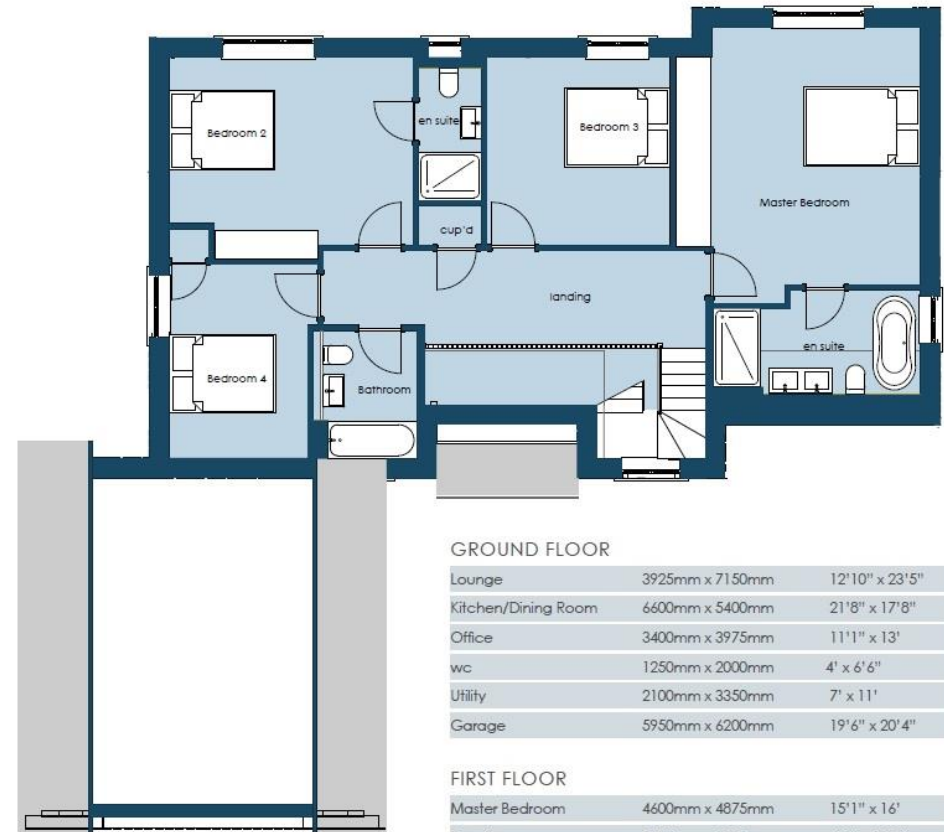 Bedroom 2
en suite
Bedroom 3
Master Bedroom
cup'd
landing
en suite
Bedroom 4
Bathroom
GROUND FLOOR
Lounge 3925mm x 7150mm 12'10" x 23'5"
Kitchen/Dining Room 6600mm x 5400mm 21'8" x 17'8"
Office 3400mm x 3975mm 11'1" x 13'
wc 1250mm x 2000mm 4' x 6'6"
Utility 2100mm x 3350mm 7' x 11'
Garage 5950mm x 6200mm 19'6" x 20'4"
FIRST FLOOR
Master Bedroom 4600mm x 4875mm 15'1" x 16'